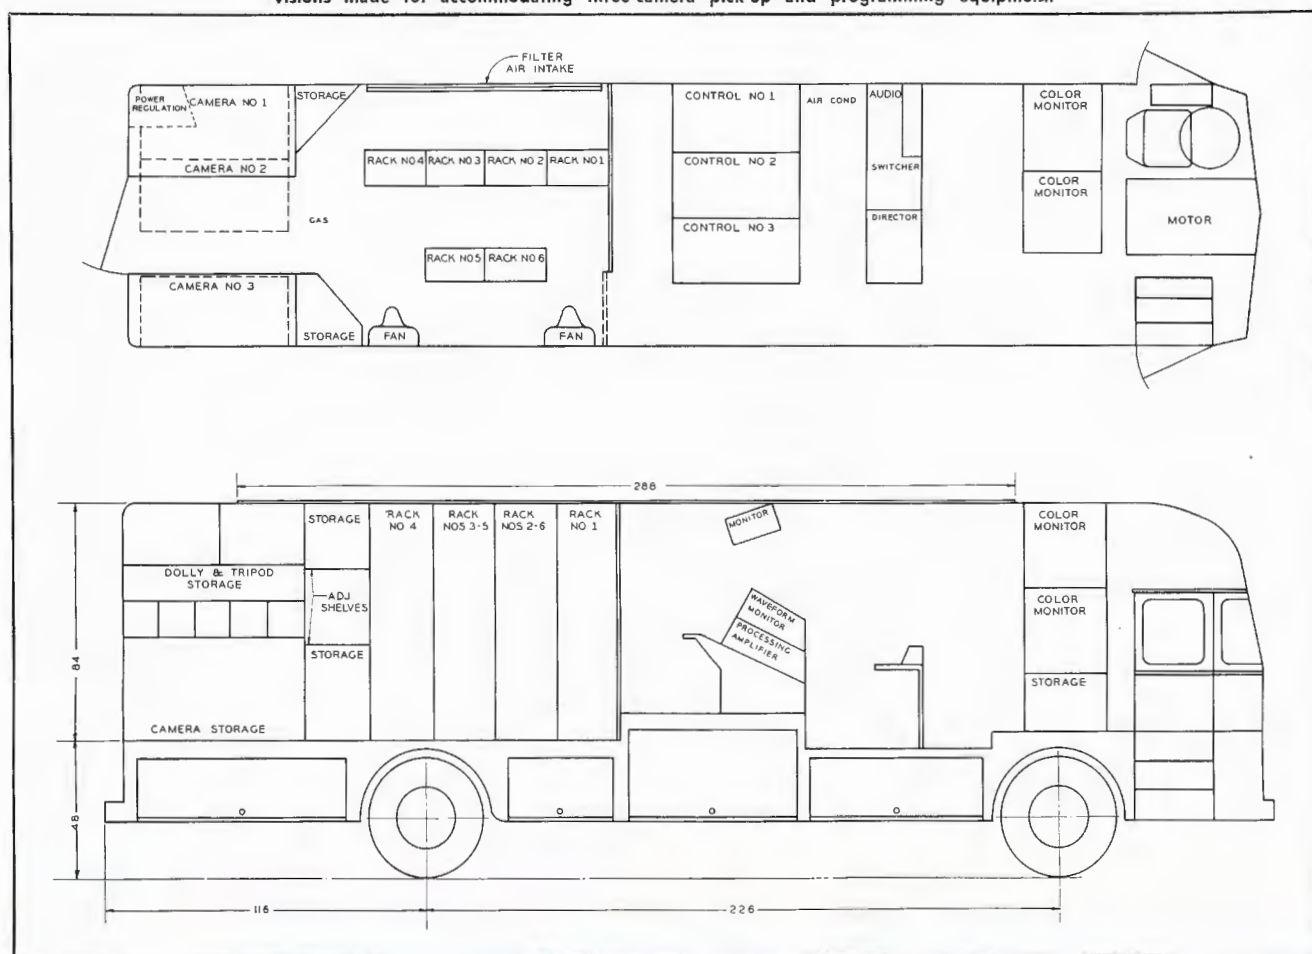 visions made for accommodating three-camera pick-up and programming equipment.
FILTER
AIR INTAKE
POWER
REGULATION
CAMERA NO 1
STORAGE
CAMERA NO 2
RACK NO 4
RACK NO 3
RACK NO 2
RACK NO 1
GAS
RACK NO 5
RACK NO 6
CAMERA NO 3
STORAGE
FAN
FAN
CONTROL NO 1
CONTROL NO 2
CONTROL NO 3
AIR COND
AUDIO
SWITCHER
DIRECTOR
COLOR
MONITOR
COLOR
MONITOR
MOTOR
288
STORAGE
RACK
NO 4
RACK
NOS 3-5
RACK
NOS 2-6
RACK
NO 1
MONITOR
COLOR
MONITOR
DOLLY & TRIPOD
STORAGE
ADJ
SHELVES
WAVEFORM
MONITOR
PROCESSING
AMPLIFIER
COLOR
MONITOR
STORAGE
STORAGE
84
CAMERA STORAGE
48
116
226